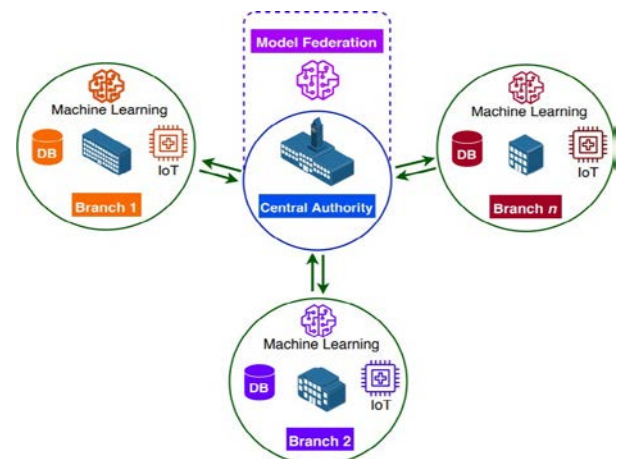 Model Federation
Machine Learning
DB
IoT
Branch 1
Central Authority
Machine Learning
DB
IoT
Branch n
Machine Learning
DB
IoT
Branch 2